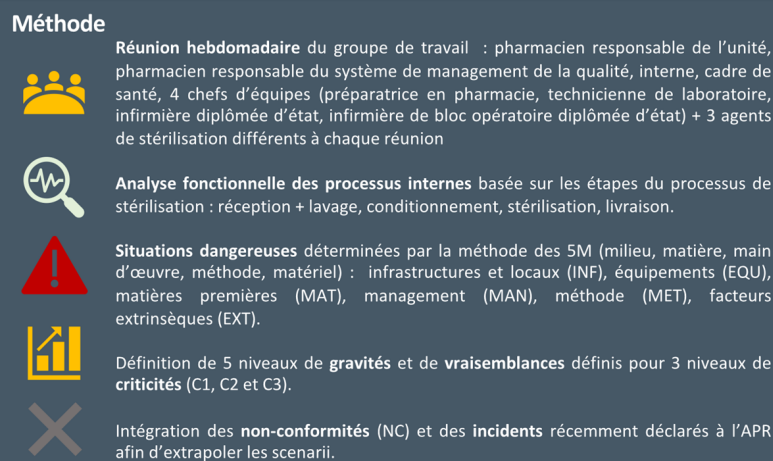 Méthode
Réunion hebdomadaire du groupe de travail : pharmacien responsable de l’unité,
pharmacien responsable du système de management de la qualité, interne, cadre de
santé, 4 chefs d’équipes (préparatrice en pharmacie, technicienne de laboratoire,
infirmière diplômée d’état, infirmière de bloc opératoire diplômée d’état) + 3 agents
de stérilisation différents à chaque réunion
Analyse fonctionnelle des processus internes basée sur les étapes du processus de
stérilisation : réception + lavage, conditionnement, stérilisation, livraison.
Situations dangereuses déterminées par la méthode des 5M (milieu, matière, main
d’œuvre, méthode, matériel) : infrastructures et locaux (INF), équipements (EQU),
matières premières (MAT), management (MAN), méthode (MET), facteurs
extrinsèques (EXT).
Définition de 5 niveaux de gravités et de vraisemblances définis pour 3 niveaux de
criticités (C1, C2 et C3).
Intégration des non-conformités (NC) et des incidents récemment déclarés à l’APR
afin d’extrapoler les scenarii.